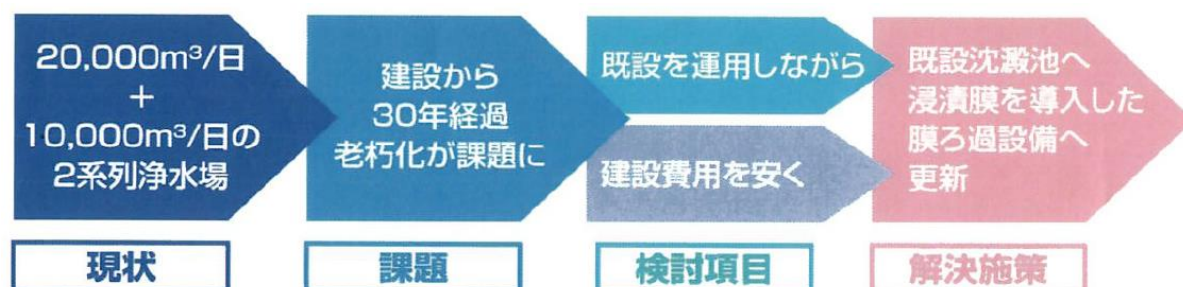 20,000m³/日
+
10,000m³/日の
2系列浄水場
建設から
30年経過
老朽化が課題に
既設を運用しながら
建設費用を安く
既設沈澱池へ
浸漬膜を導入した
膜ろ過設備へ
更新
現状
課題
検討項目
解決施策